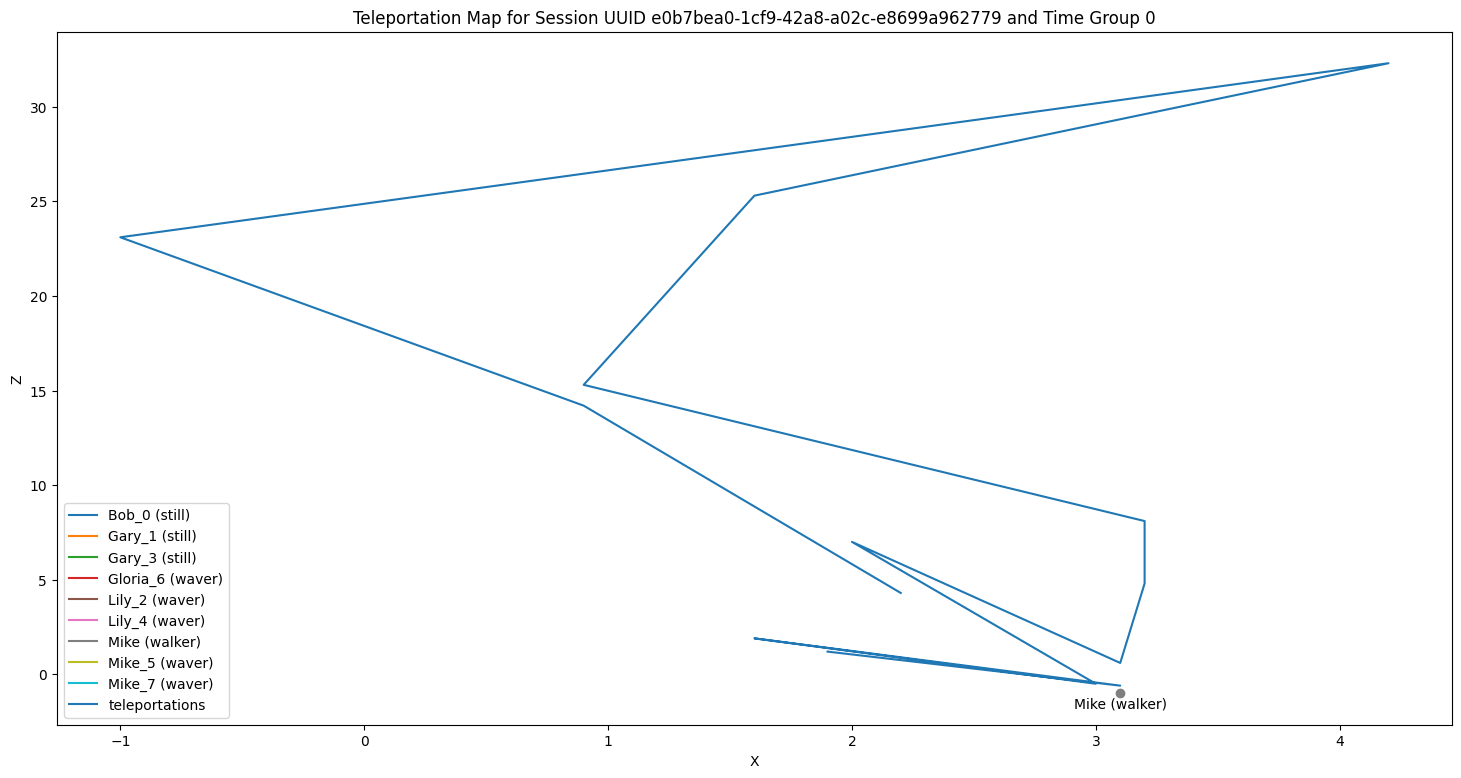 Teleportation Map for Session UUID e0b7bea0-1cf9-42a8-a02c-e8699a962779 and Time Group 0
Z
30
25
20
15
10
5
0
Bob_0 (still)
Gary_1 (still)
Gary_3 (still)
Gloria_6 (waver)
Lily_2 (waver)
Lily_4 (waver)
Mike (walker)
Mike_5 (waver)
Mike_7 (waver)
teleportations
Mike (walker)
−1
0
1
2
3
4
X